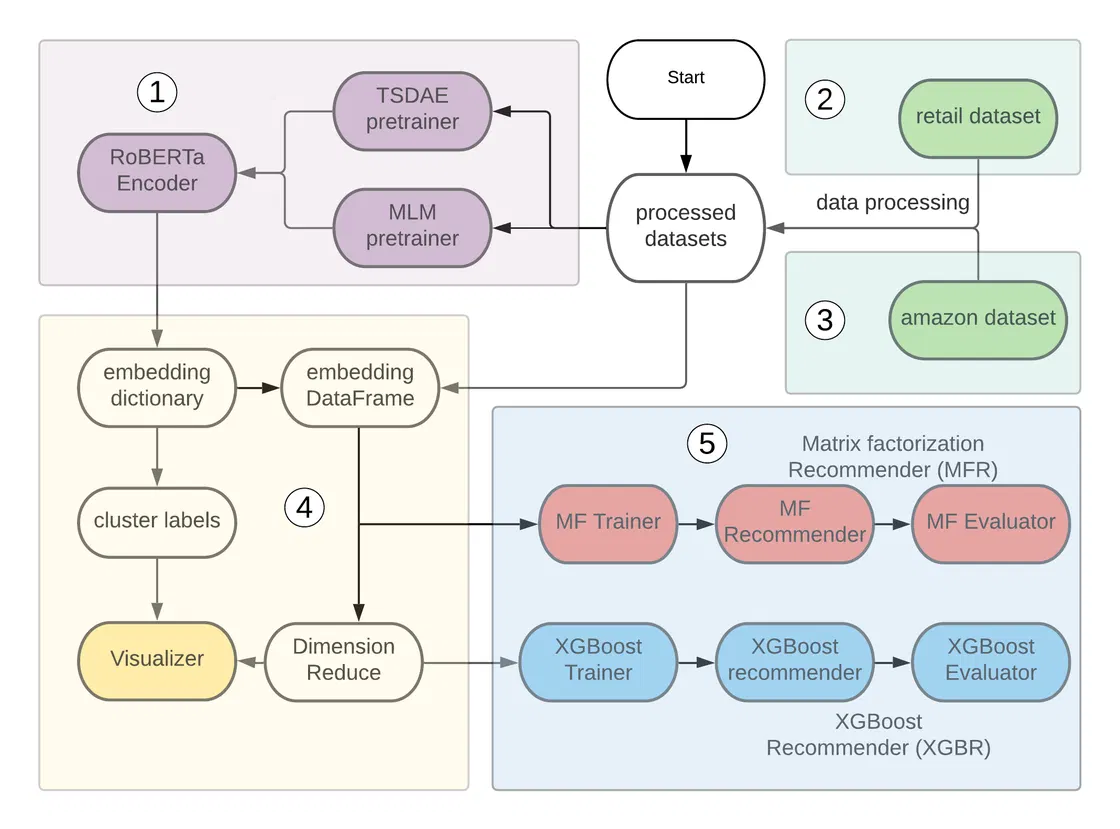 1
TSDAE
pretrainer
RoBERTa
Encoder
MLM
pretrainer
Start
2
retail dataset
processed
datasets
data processing
3
amazon dataset
embedding
dictionary
embedding
DataFrame
cluster labels
4
Visualizer
Dimension
Reduce
5
Matrix factorization
Recommender (MFR)
MF Trainer
MF
Recommender
MF Evaluator
XGBoost
Trainer
XGBoost
recommender
XGBoost
Evaluator
XGBoost
Recommender (XGBR)